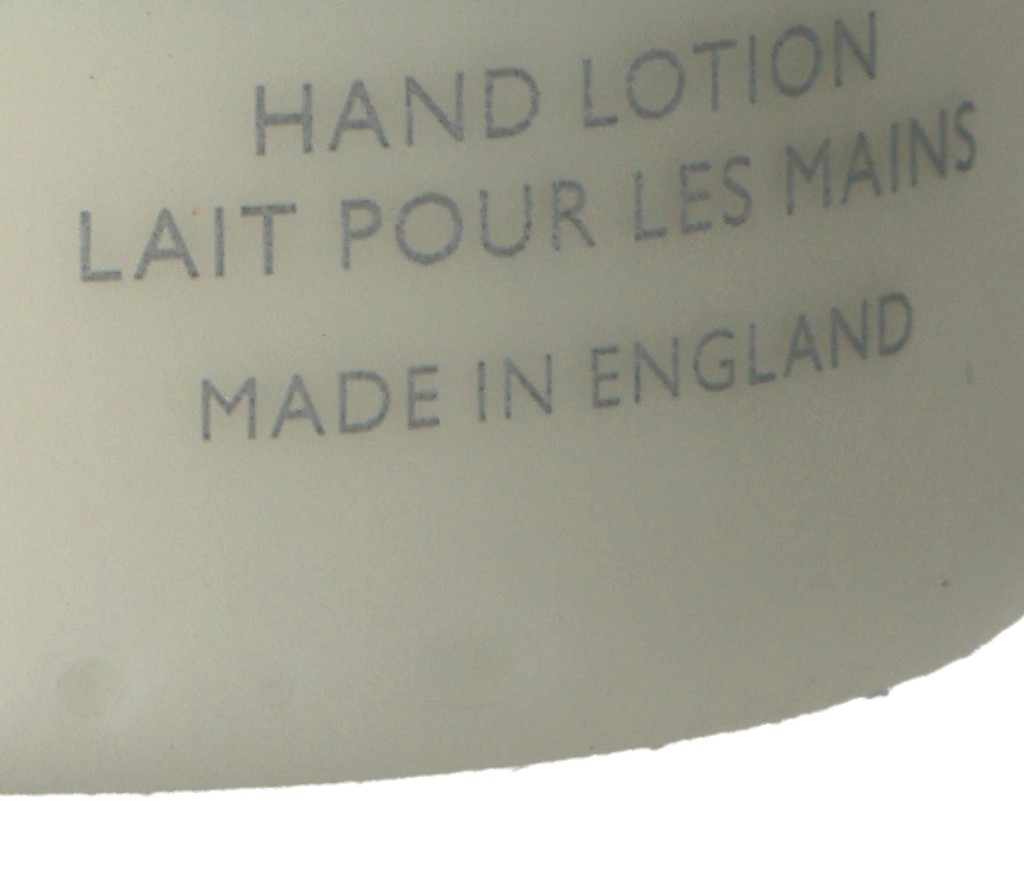 HAND LOTION
LAIT POUR LES MAINS
MADE IN ENGLAND